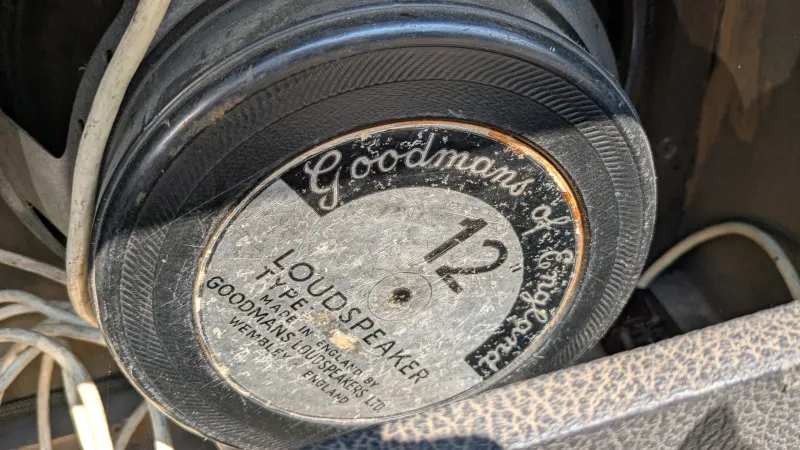 Goodmans of England
12"
LOUDSPEAKER
TYPE
MADE IN ENGLAND BY
GOODMANS LOUDSPEAKERS LTD.
WEMBLEY, ENGLAND